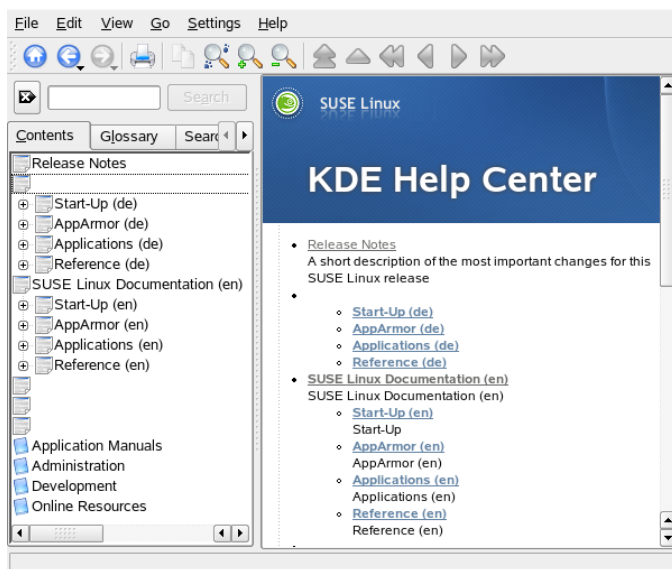 File Edit View Go Settings Help
Search
Contents Glossary Searc
Release Notes
Start-Up (de)
AppArmor (de)
Applications (de)
Reference (de)
SUSE Linux Documentation (en)
Start-Up (en)
AppArmor (en)
Applications (en)
Reference (en)
Application Manuals
Administration
Development
Online Resources
SUSE Linux
KDE Help Center
Release Notes
A short description of the most important changes for this
SUSE Linux release
Start-Up (de)
AppArmor (de)
Applications (de)
Reference (de)
SUSE Linux Documentation (en)
SUSE Linux Documentation (en)
Start-Up (en)
Start-Up
AppArmor (en)
AppArmor (en)
Applications (en)
Applications (en)
Reference (en)
Reference (en)